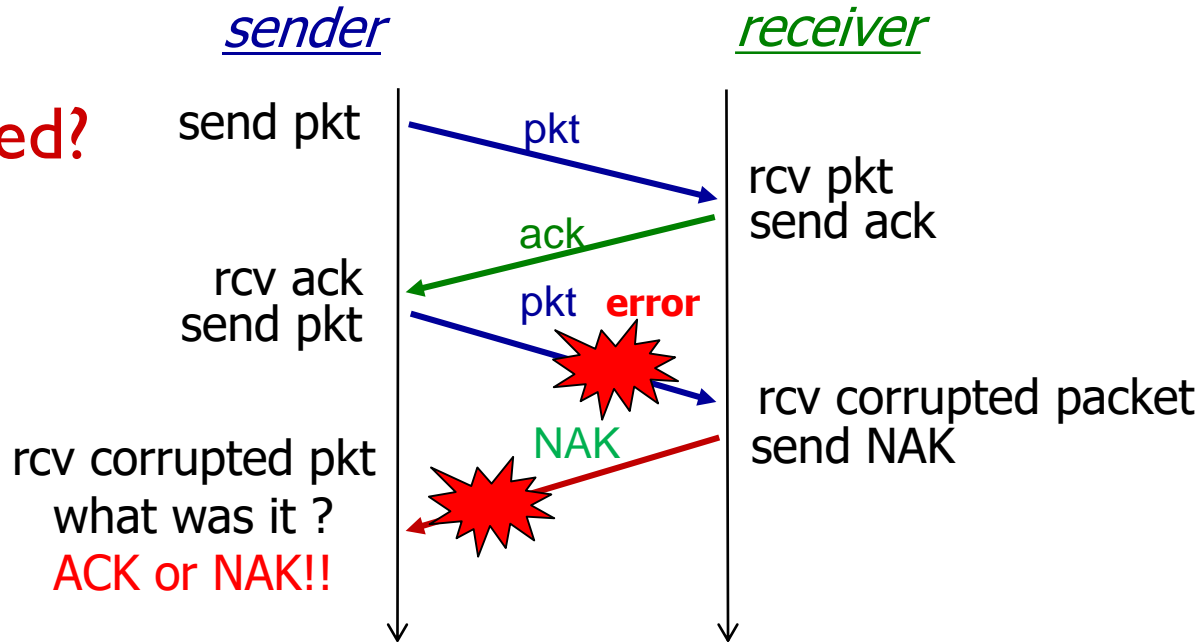 sender
receiver
ed?
send pkt
pkt
rcv pkt
send ack
ack
rcv ack
send pkt
pkt error
rcv corrupted packet
send NAK
NAK
rcv corrupted pkt
what was it ?
ACK or NAK!!